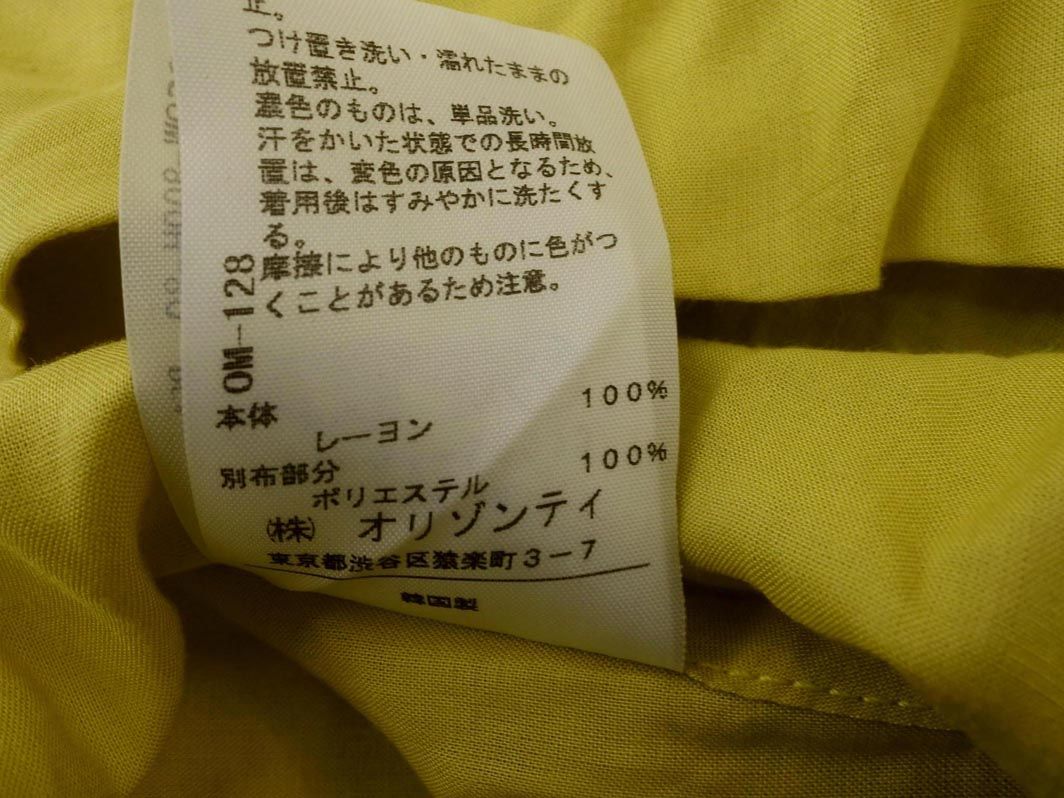 止。
つけ置き洗い・濡れたままの
放置禁止。
濃色のものは、単品洗い。
汗をかいた状態での長時間放
置は、変色の原因となるため、
着用後はすみやかに洗たくす
る。
摩擦により他のものに色がつ
くことがあるため注意。
OM-128
本体
レーヨン 100%
別布部分
ポリエステル 100%
㈱ オリゾンティ
東京都渋谷区猿楽町3-7
韓国製